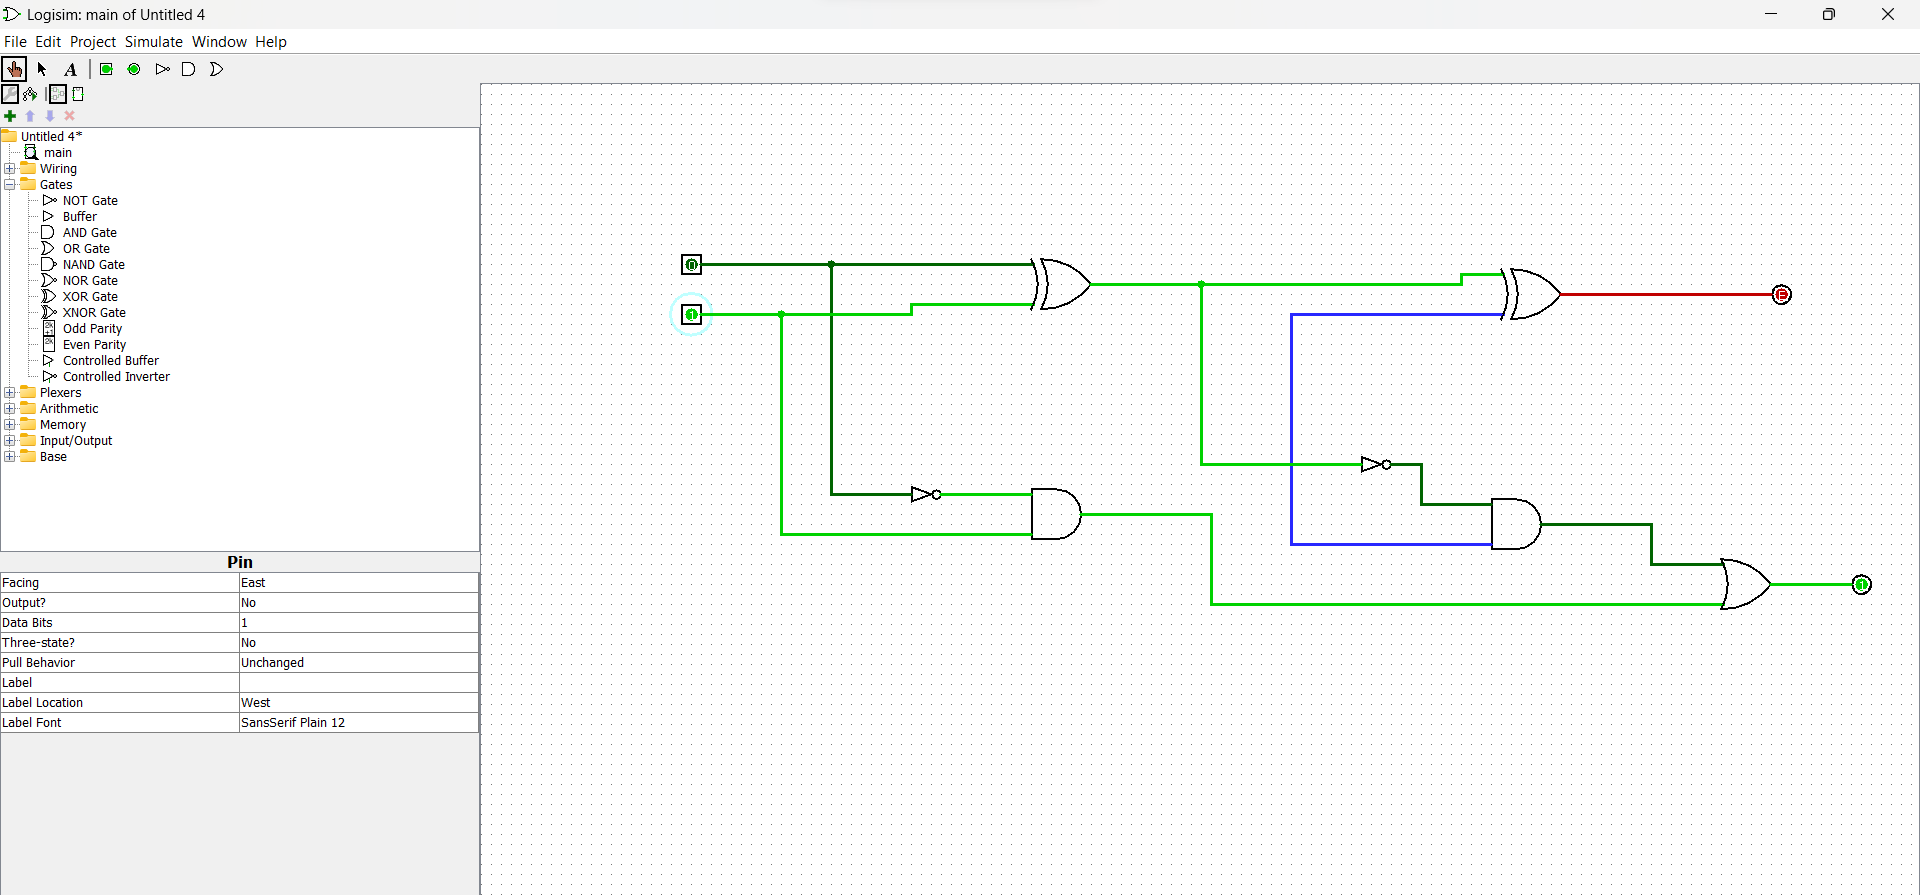 Logisim: main of Untitled 4
File Edit Project Simulate Window Help
A
Untitled 4*
main
Wiring
Gates
NOT Gate
Buffer
AND Gate
OR Gate
NAND Gate
NOR Gate
XOR Gate
XNOR Gate
Odd Parity
Even Parity
Controlled Buffer
Controlled Inverter
Plexers
Arithmetic
Memory
Input/Output
Base
Pin
Facing East
Output? No
Data Bits 1
Three-state? No
Pull Behavior Unchanged
Label
Label Location West
Label Font SansSerif Plain 12
0
1
E
1